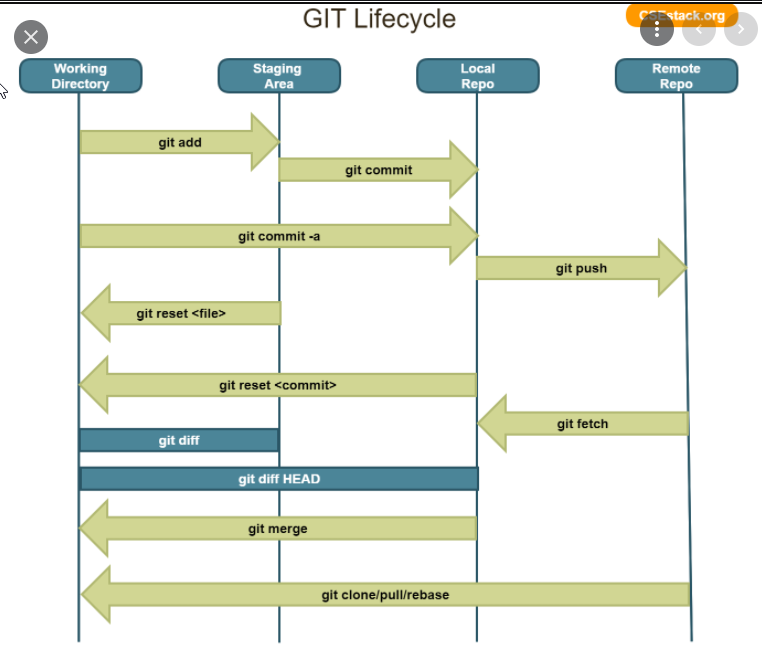 GIT Lifecycle
CSEstack.org
Working
Directory
Staging
Area
Local
Repo
Remote
Repo
git add
git commit
git commit -a
git push
git reset <file>
git reset <commit>
git fetch
git diff
git diff HEAD
git merge
git clone/pull/rebase